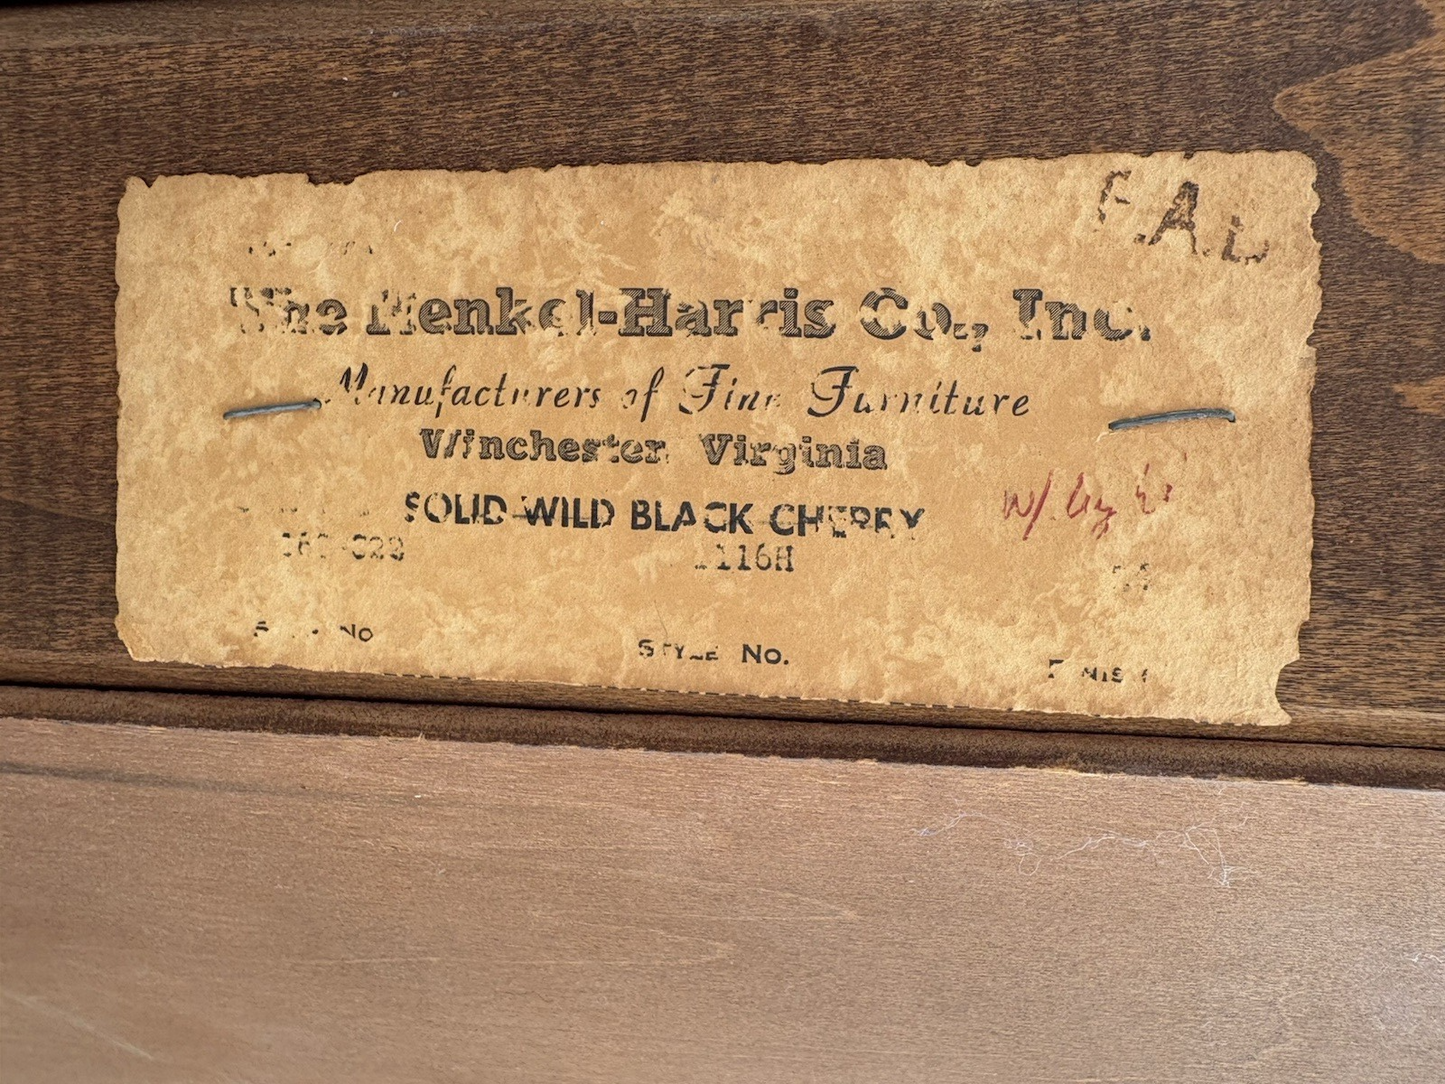 F.A.L
The Henkel-Harris Co., Inc.
Manufacturers of Fine Furniture
Winchester, Virginia
SOLID WILD BLACK CHERRY
w/
116H
No
STYLE No.
FINISH